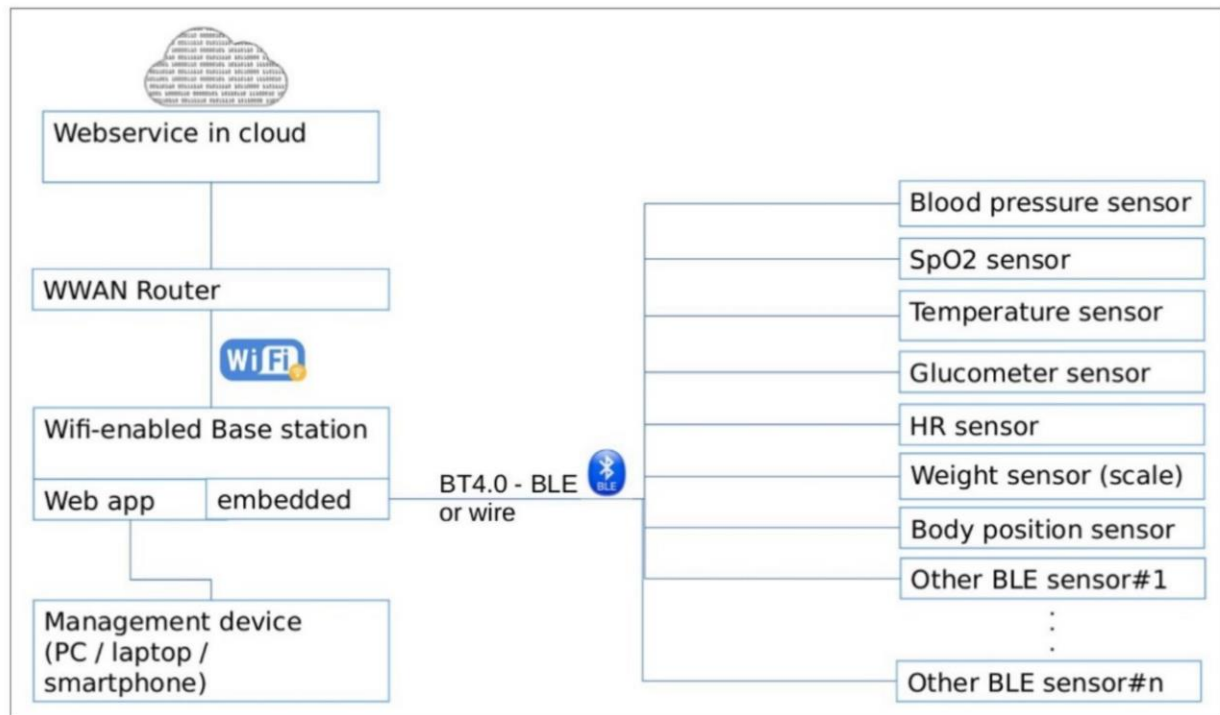 Webservice in cloud
WWAN Router
WiFi
Wifi-enabled Base station
Web app
embedded
Management device
(PC / laptop /
smartphone)
BT4.0 - BLE
or wire
BLE
Blood pressure sensor
SpO2 sensor
Temperature sensor
Glucometer sensor
HR sensor
Weight sensor (scale)
Body position sensor
Other BLE sensor#1
Other BLE sensor#n